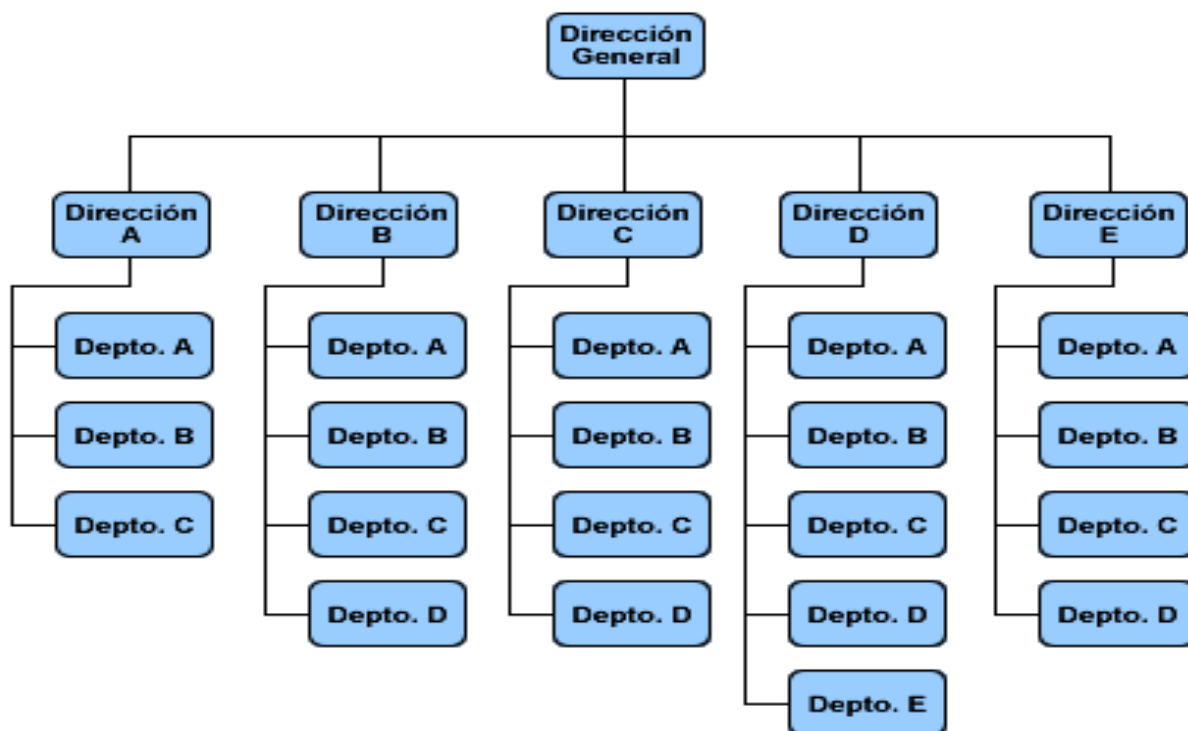 Dirección
General
Dirección
A
Dirección
B
Dirección
C
Dirección
D
Dirección
E
Depto. A
Depto. B
Depto. C
Depto. A
Depto. B
Depto. C
Depto. D
Depto. A
Depto. B
Depto. C
Depto. D
Depto. A
Depto. B
Depto. C
Depto. D
Depto. E
Depto. A
Depto. B
Depto. C
Depto. D